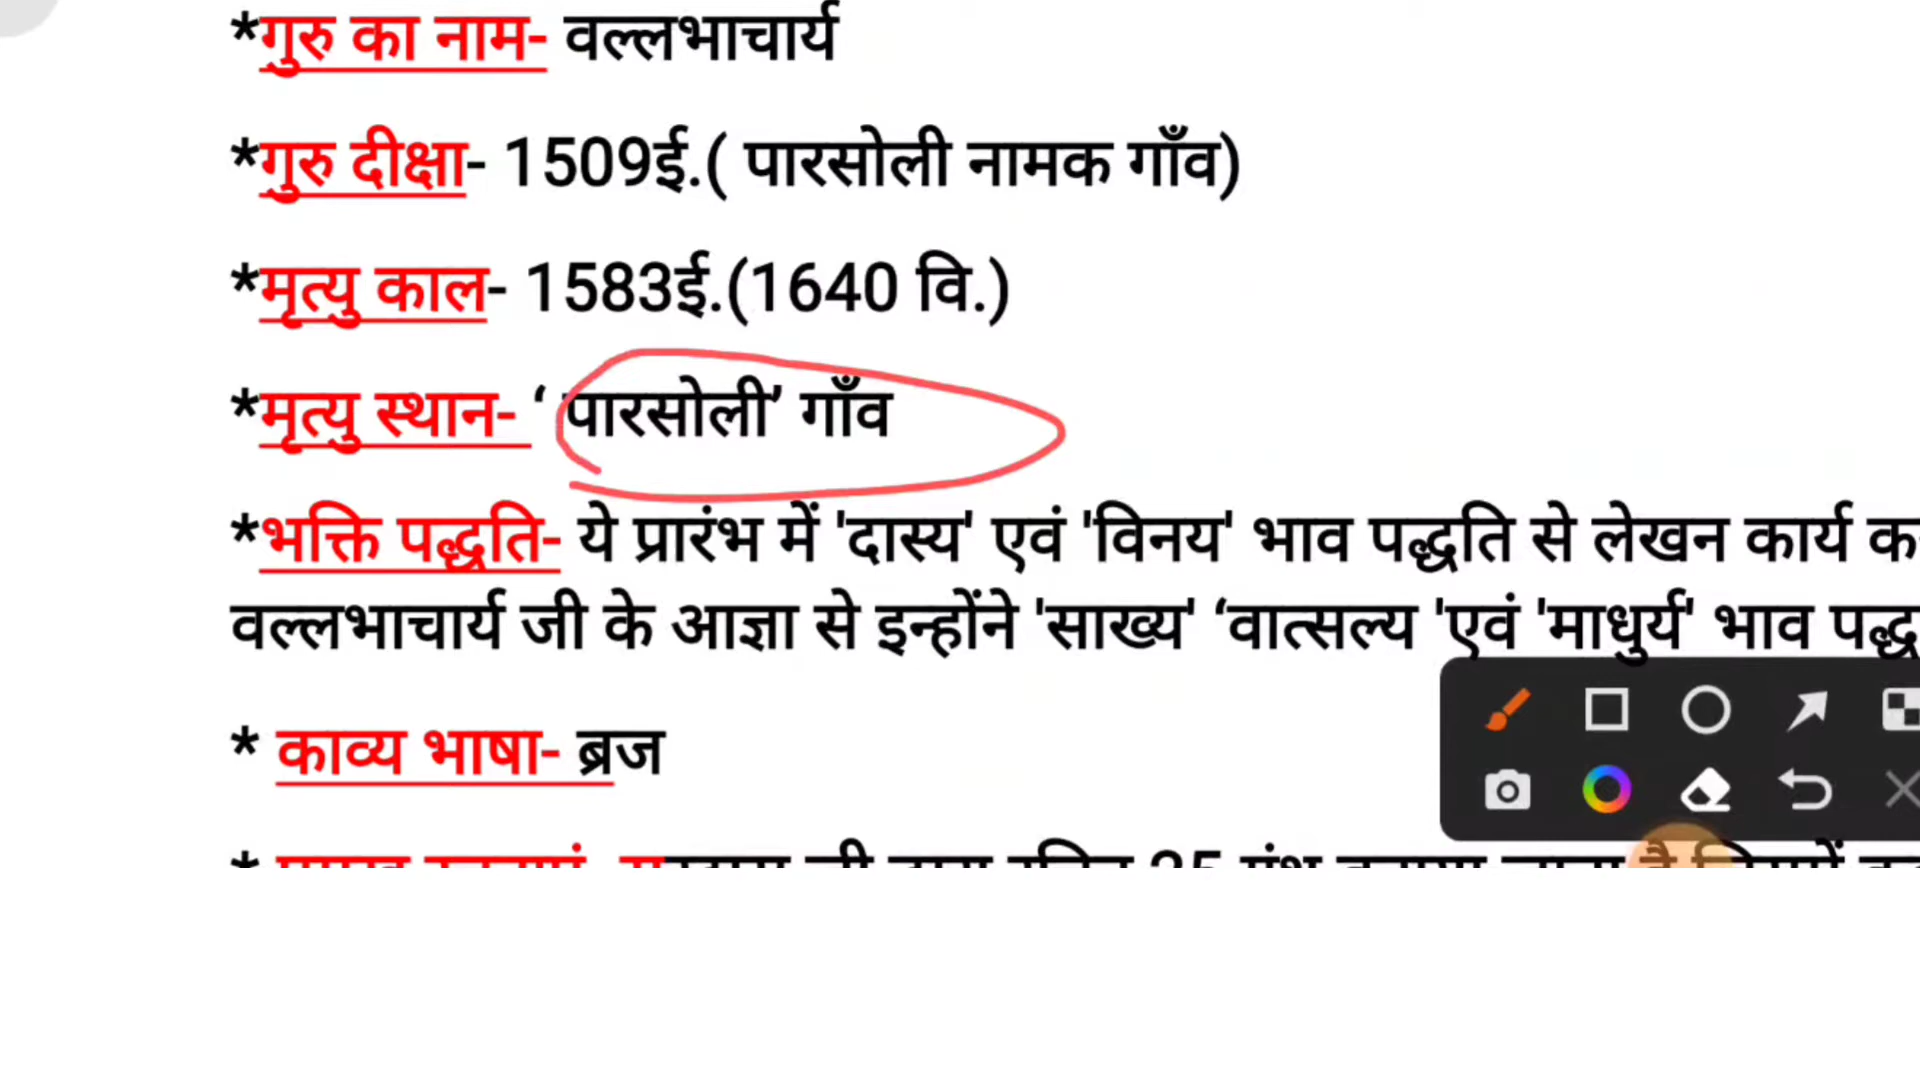 *गुरु का नाम- वल्लभाचार्य
*गुरु दीक्षा- 1509ई.( पारसोली नामक गाँव)
*मृत्यु काल- 1583ई.(1640 वि.)
*मृत्यु स्थान- ‘ पारसोली’ गाँव
*भक्ति पद्धति- ये प्रारंभ में 'दास्य' एवं 'विनय' भाव पद्धति से लेखन कार्य
वल्लभाचार्य जी के आज्ञा से इन्होंने 'साख्य' ‘वात्सल्य 'एवं 'माधुर्य' भाव
* काव्य भाषा- ब्रज